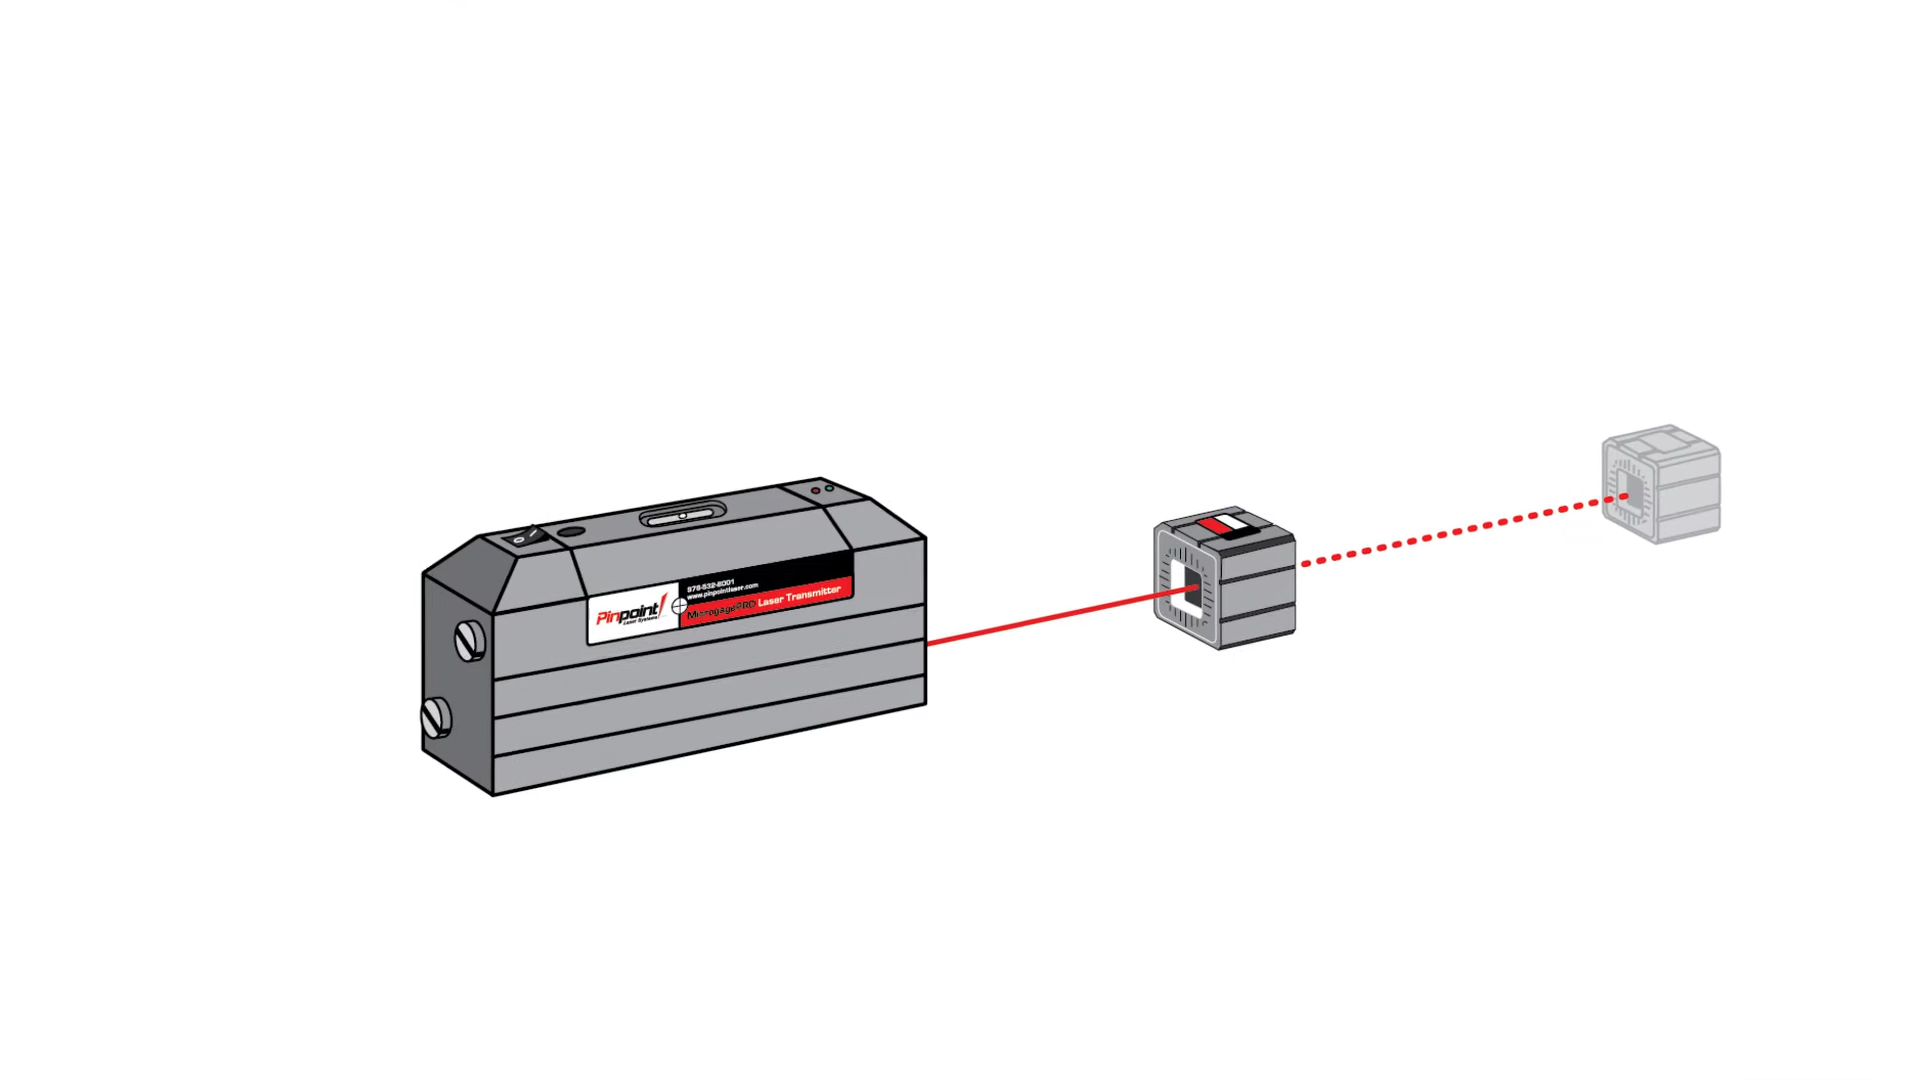 978-532-8001
www.pinpointlaser.com
Pinpoint!
Laser Systems
MicrogagePRO Laser Transmitter